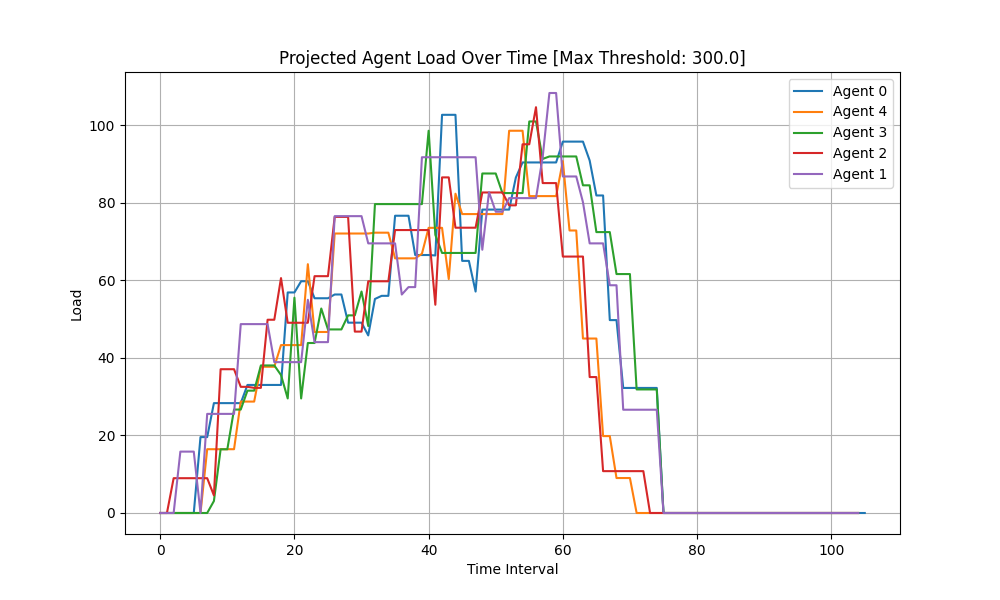 Projected Agent Load Over Time [Max Threshold: 300.0]
Agent 0
Agent 4
Agent 3
Agent 2
Agent 1
Load
100
80
60
40
20
0
0 20 40 60 80 100
Time Interval